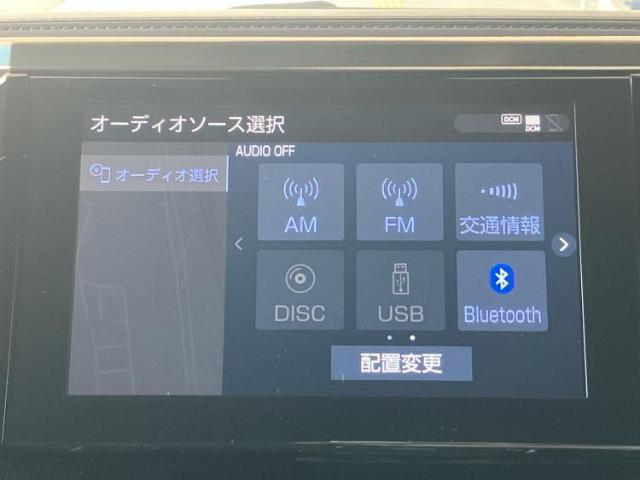 オーディオソース選択
DCM
DCM
AUDIO OFF
オーディオ選択
AM
FM
交通情報
DISC
USB
Bluetooth
配置変更